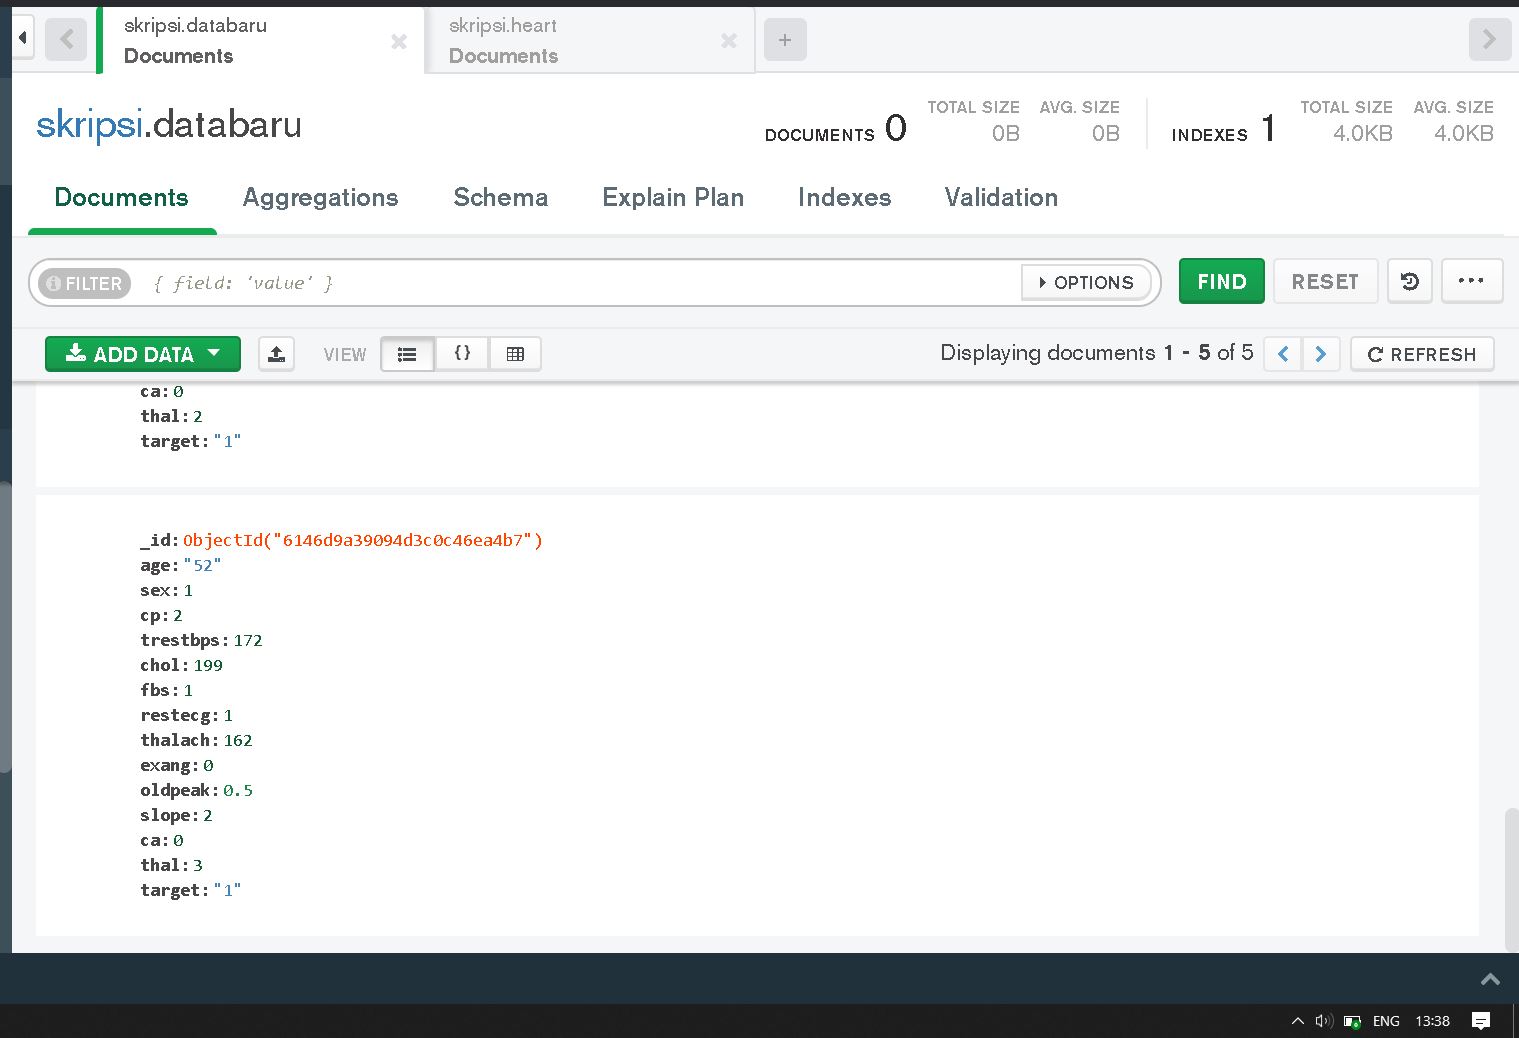 skripsi.databaru
Documents
skripsi.heart
Documents
skripsi.databaru
DOCUMENTS 0
TOTAL SIZE
0B
AVG. SIZE
0B
INDEXES 1
TOTAL SIZE
4.0KB
AVG. SIZE
4.0KB
Documents Aggregations Schema Explain Plan Indexes Validation
FILTER { field: 'value' } OPTIONS FIND RESET ...
ADD DATA VIEW {} Displaying documents 1 - 5 of 5 REFRESH
ca: 0
thal: 2
target: "1"
_id: ObjectId("6146d9a39094d3c0c46ea4b7")
age: "52"
sex: 1
cp: 2
trestbps: 172
chol: 199
fbs: 1
restecg: 1
thalach: 162
exang: 0
oldpeak: 0.5
slope: 2
ca: 0
thal: 3
target: "1"
ENG 13:38